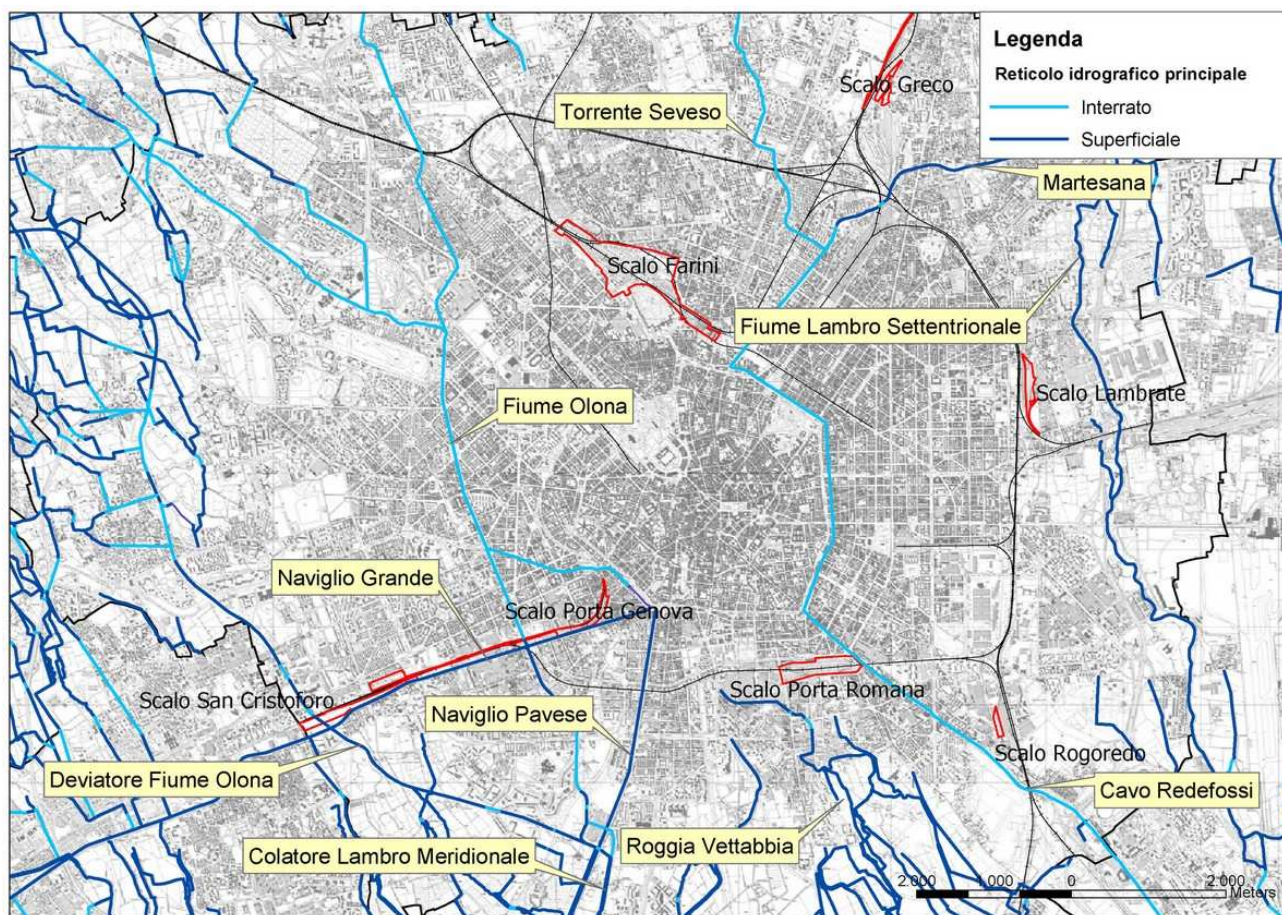 Legenda
Reticolo idrografico principale
Interrato
Superficiale
Scalo Greco
Torrente Seveso
Martesana
Scalo Farini
Fiume Lambro Settentrionale
Scalo Lambrate
Fiume Olona
Naviglio Grande
Scalo Porta Genova
Scalo San Cristoforo
Scalo Porta Romana
Naviglio Pavese
Scalo Rogoredo
Deviatore Fiume Olona
Cavo Redefossi
Roggia Vettabbia
Colatore Lambro Meridionale
2.000 1.000 0 2.000
Meters